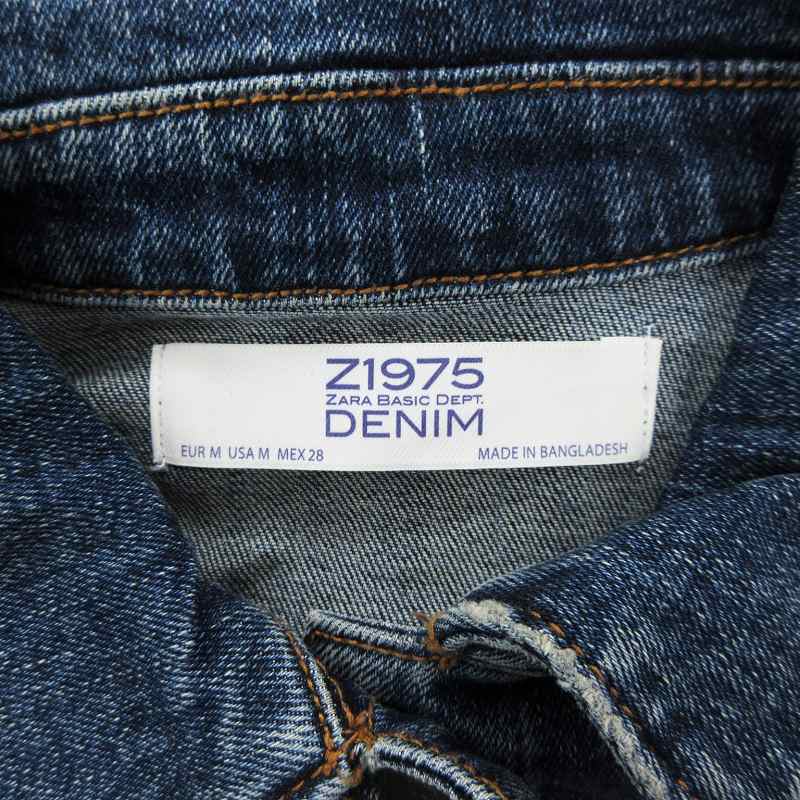 Z1975
ZARA BASIC DEPT.
DENIM
EUR M USA M MEX 28 MADE IN BANGLADESH